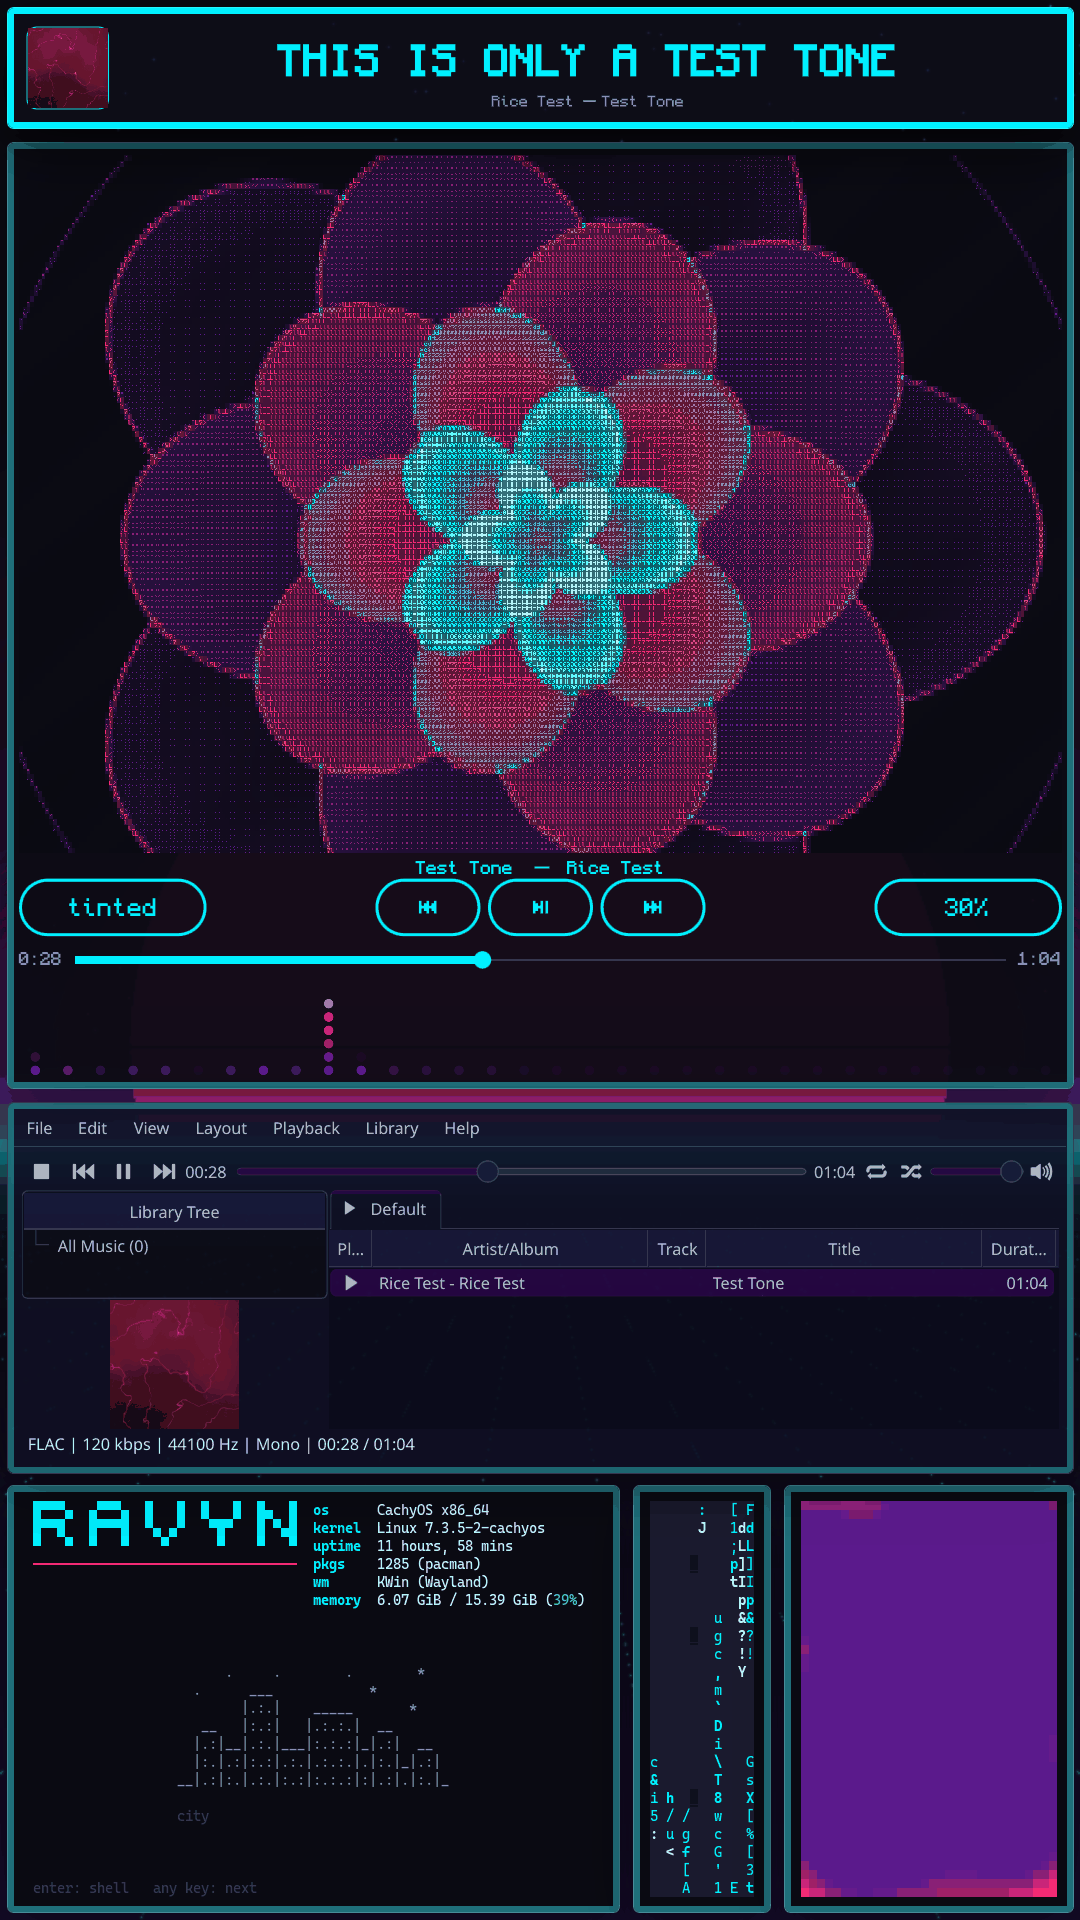 THIS IS ONLY A TEST TONE
Rice Test — Test Tone
Test Tone — Rice Test
tinted
30%
0:28
1:04
File Edit View Layout Playback Library Help
00:28
01:04
Library Tree
All Music (0)
Default
Pl... Artist/Album Track Title Durat...
Rice Test - Rice Test Test Tone 01:04
FLAC | 120 kbps | 44100 Hz | Mono | 00:28 / 01:04
RAVYN
os CachyOS x86_64
kernel Linux 7.3.5-2-cachyos
uptime 11 hours, 58 mins
pkgs 1285 (pacman)
wm KWin (Wayland)
memory 6.07 GiB / 15.39 GiB (39%)
city
enter: shell any key: next